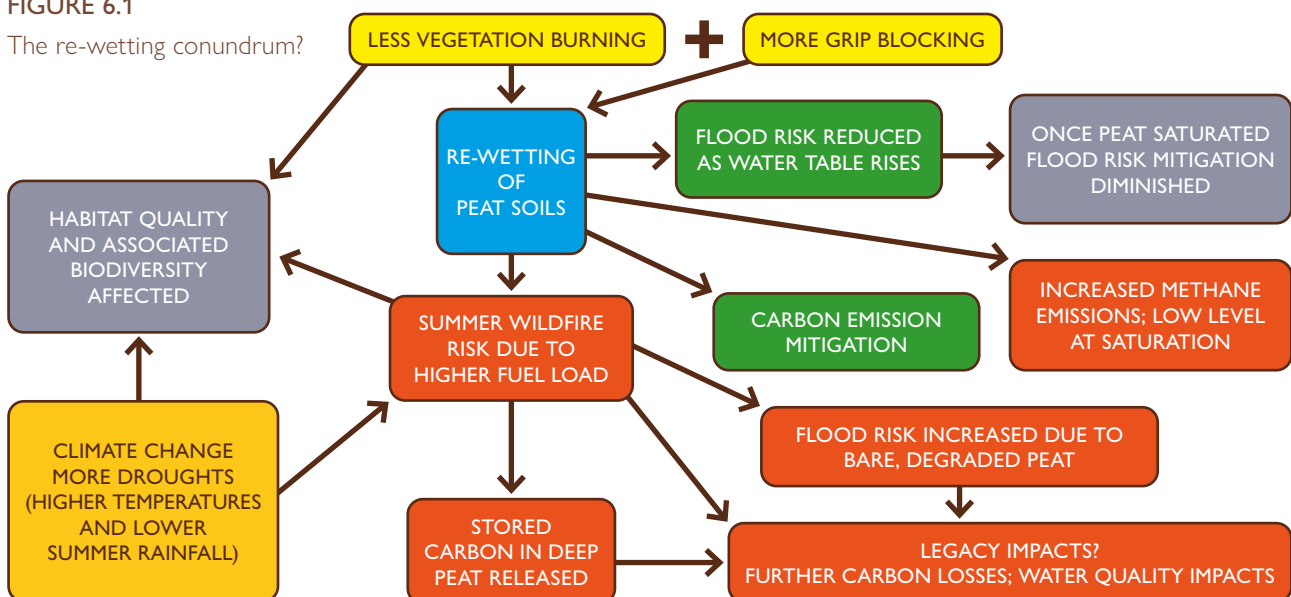 FIGURE 6.1
The re-wetting conundrum?
LESS VEGETATION BURNING
+
MORE GRIP BLOCKING
RE-WETTING
OF
PEAT SOILS
FLOOD RISK REDUCED
AS WATER TABLE RISES
ONCE PEAT SATURATED
FLOOD RISK MITIGATION
DIMINISHED
HABITAT QUALITY
AND ASSOCIATED
BIODIVERSITY
AFFECTED
INCREASED METHANE
EMISSIONS; LOW LEVEL
AT SATURATION
SUMMER WILDFIRE
RISK DUE TO
HIGHER FUEL LOAD
CARBON EMISSION
MITIGATION
CLIMATE CHANGE
MORE DROUGHTS
(HIGHER TEMPERATURES
AND LOWER
SUMMER RAINFALL)
FLOOD RISK INCREASED DUE TO
BARE, DEGRADED PEAT
STORED
CARBON IN DEEP
PEAT RELEASED
LEGACY IMPACTS?
FURTHER CARBON LOSSES; WATER QUALITY IMPACTS